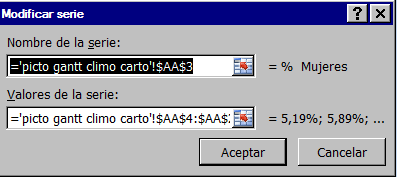 Modificar serie
Nombre de la serie:
='picto gantt climo carto'!$AA$3 = % Mujeres
Valores de la serie:
='picto gantt climo carto'!$AA$4:$AA$ = 5,19%; 5,89%; ...
Aceptar Cancelar